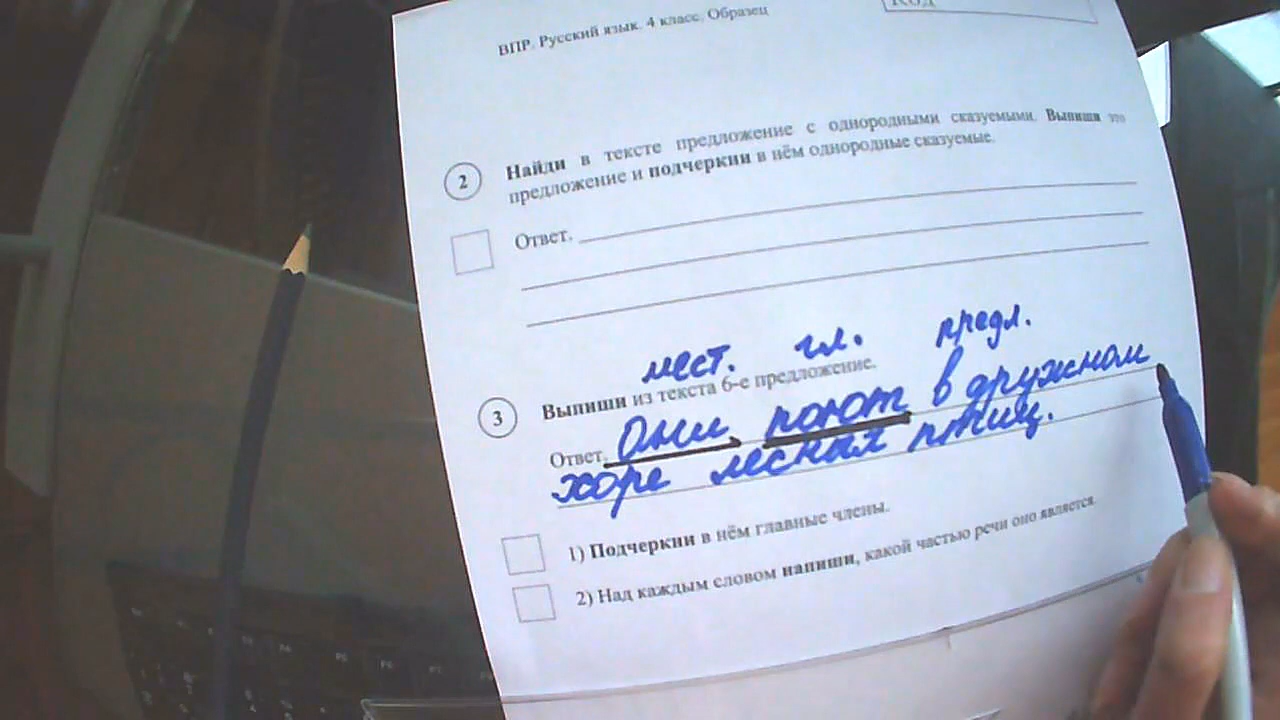 ВПР. Русский язык. 4 класс. Образец
Код
2
Найди в тексте предложение с однородными сказуемыми. Выпиши это
предложение и подчеркни в нём однородные сказуемые.
Ответ.
3
Выпиши из текста 6-е предложение.
мест. гл. предл.
Ответ. Они поют в дружном
хоре лесных птиц.
1) Подчеркни в нём главные члены.
2) Над каждым словом напиши, какой частью речи оно является.